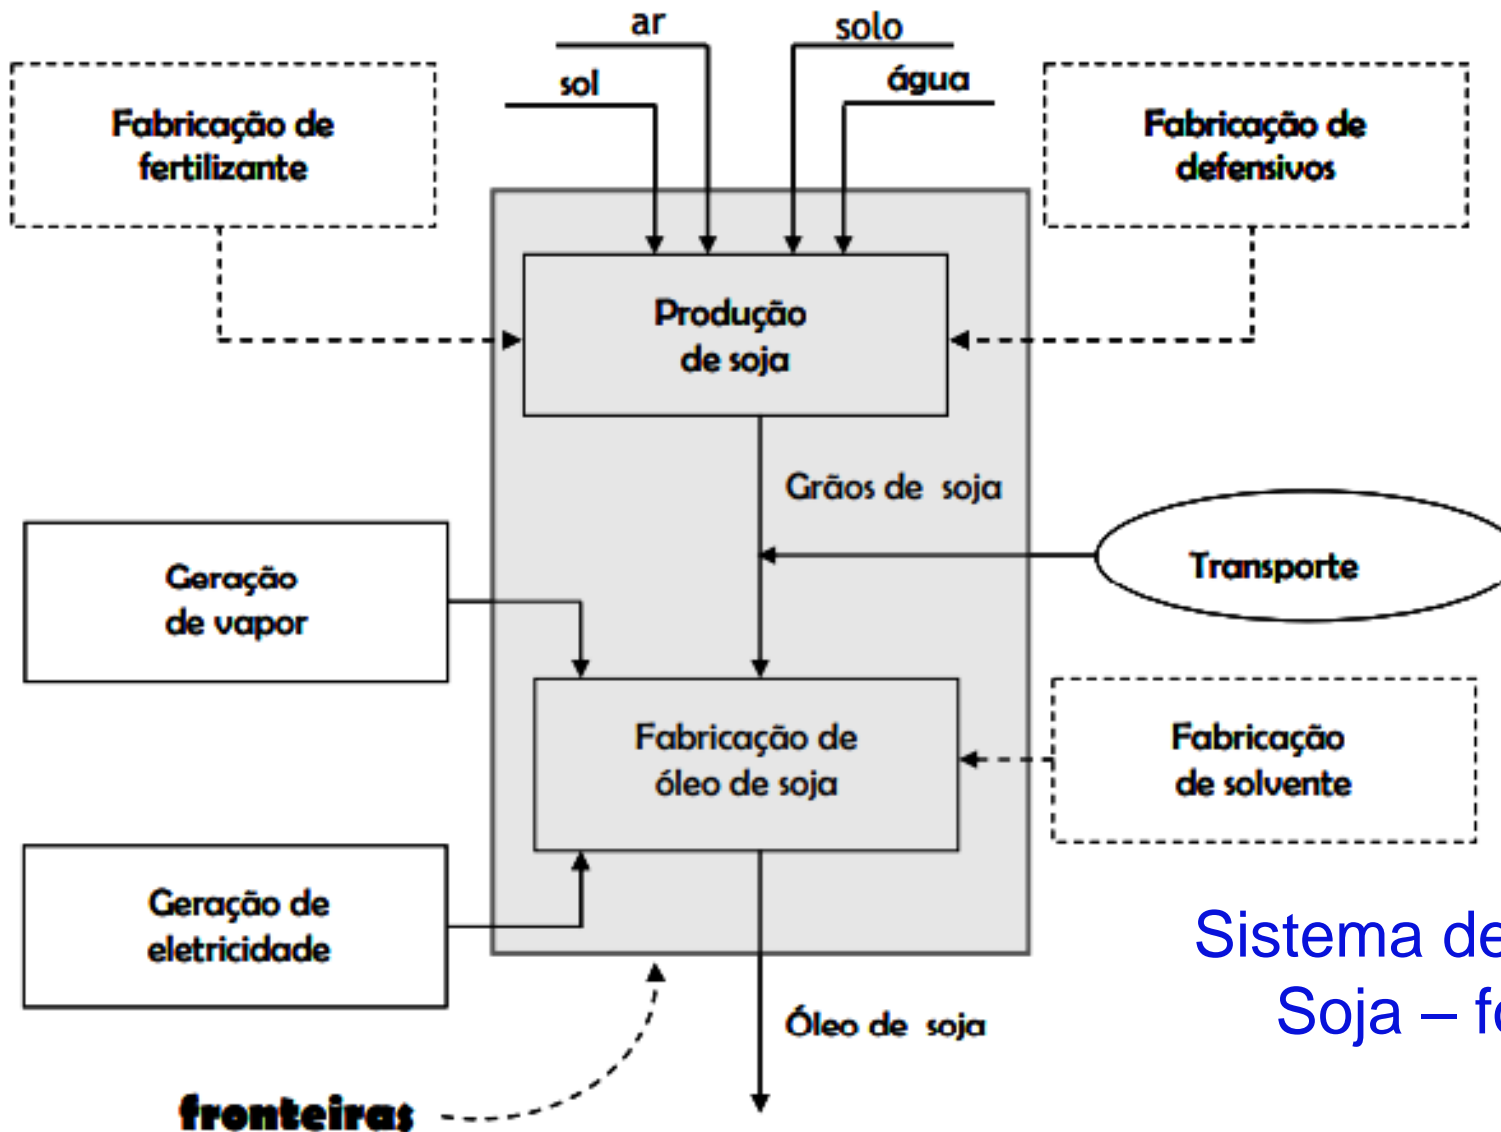 ar
solo
sol
água
Fabricação de
fertilizante
Fabricação de
defensivos
Produção
de soja
Grãos de soja
Geração
de vapor
Transporte
Fabricação de
óleo de soja
Fabricação
de solvente
Geração de
eletricidade
Sistema de
Soja –
Óleo de soja
fronteiras